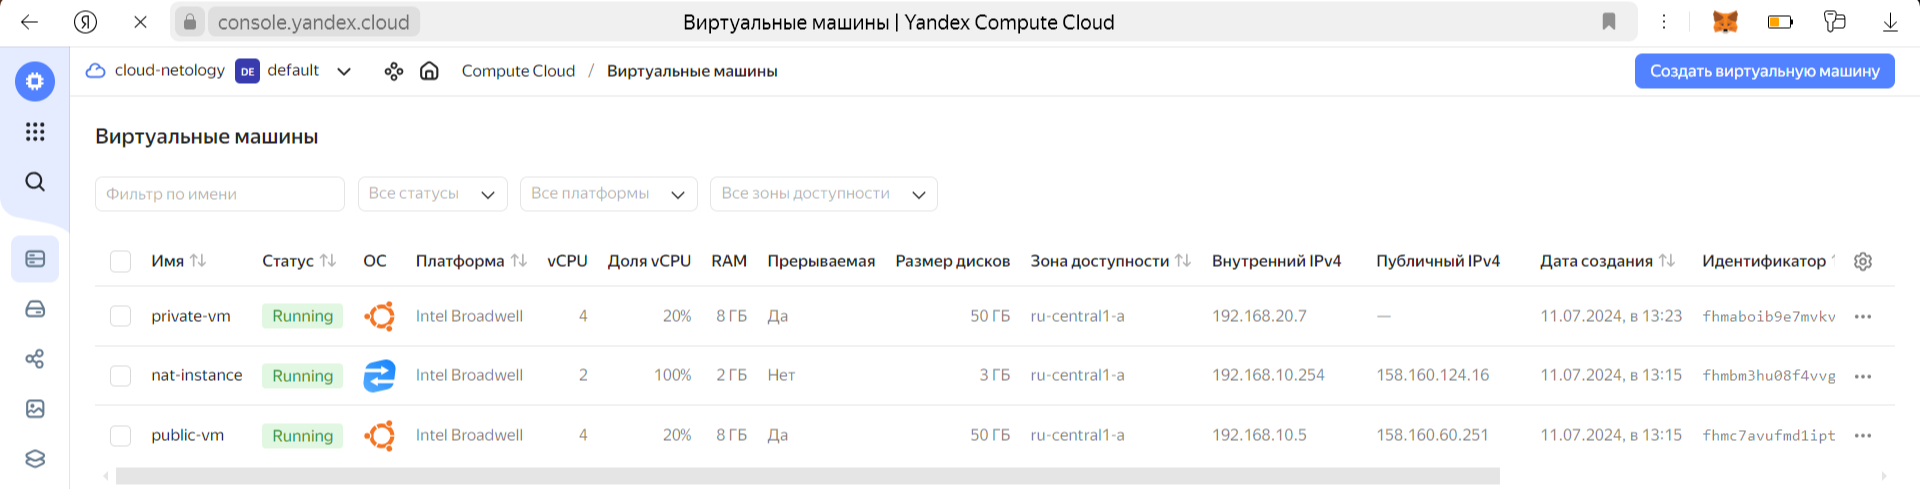 console.yandex.cloud Виртуальные машины | Yandex Compute Cloud
cloud-netology DE default Compute Cloud / Виртуальные машины Создать виртуальную машину
Виртуальные машины
Фильтр по имени Все статусы Все платформы Все зоны доступности
Имя Статус ОС Платформа vCPU Доля vCPU RAM Прерываемая Размер дисков Зона доступности Внутренний IPv4 Публичный IPv4 Дата создания Идентификатор
private-vm Running Intel Broadwell 4 20% 8 ГБ Да 50 ГБ ru-central1-a 192.168.20.7 — 11.07.2024, в 13:23 fhmaboib9e7mvkv
nat-instance Running Intel Broadwell 2 100% 2 ГБ Нет 3 ГБ ru-central1-a 192.168.10.254 158.160.124.16 11.07.2024, в 13:15 fhmbm3hu08f4vvg
public-vm Running Intel Broadwell 4 20% 8 ГБ Да 50 ГБ ru-central1-a 192.168.10.5 158.160.60.251 11.07.2024, в 13:15 fhmc7avufmd1ipt